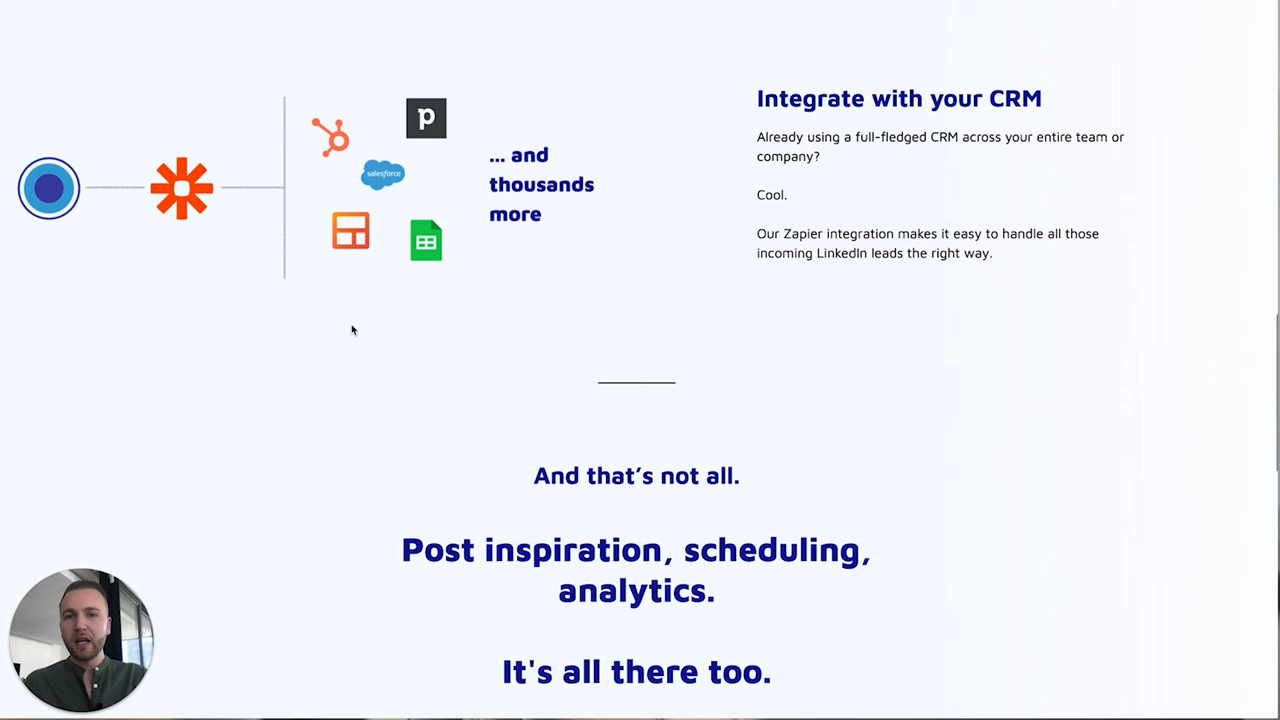 Integrate with your CRM
Already using a full-fledged CRM across your entire team or
company?
Cool.
Our Zapier integration makes it easy to handle all those
incoming LinkedIn leads the right way.
p
salesforce
... and
thousands
more
And that’s not all.
Post inspiration, scheduling,
analytics.
It's all there too.